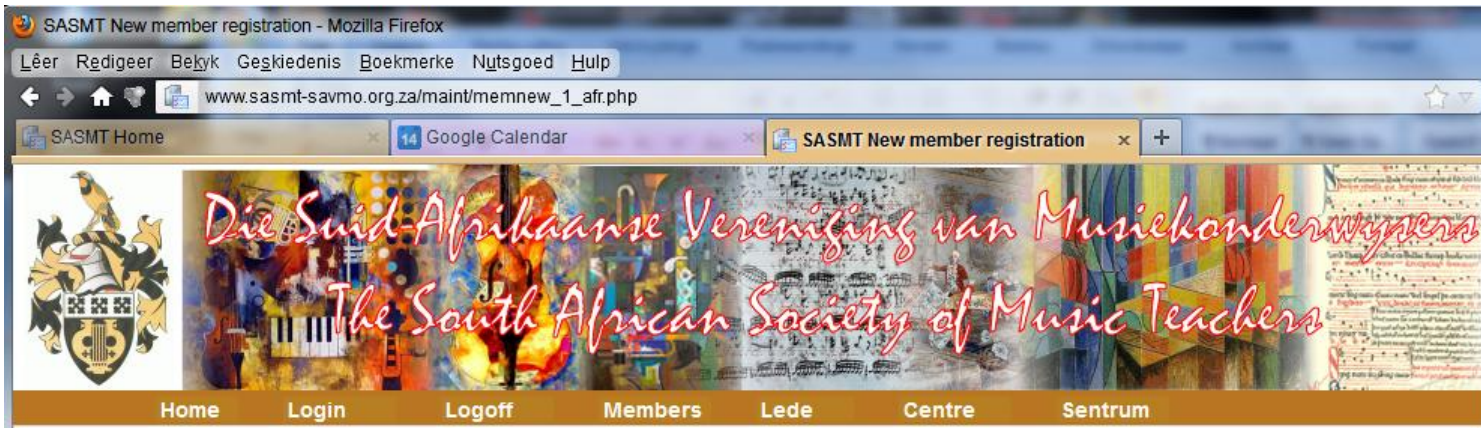 SASMT New member registration - Mozilla Firefox
Lêer Redigeer Bekyk Geskiedenis Boekmerke Nutsgoed Hulp
www.sasmt-savmo.org.za/maint/memnew_1_afr.php
SASMT Home 14 Google Calendar SASMT New member registration
Die Suid-Afrikaanse Vereniging van Musiekonderwysers
The South African Society of Music Teachers
Home Login Logoff Members Lede Centre Sentrum